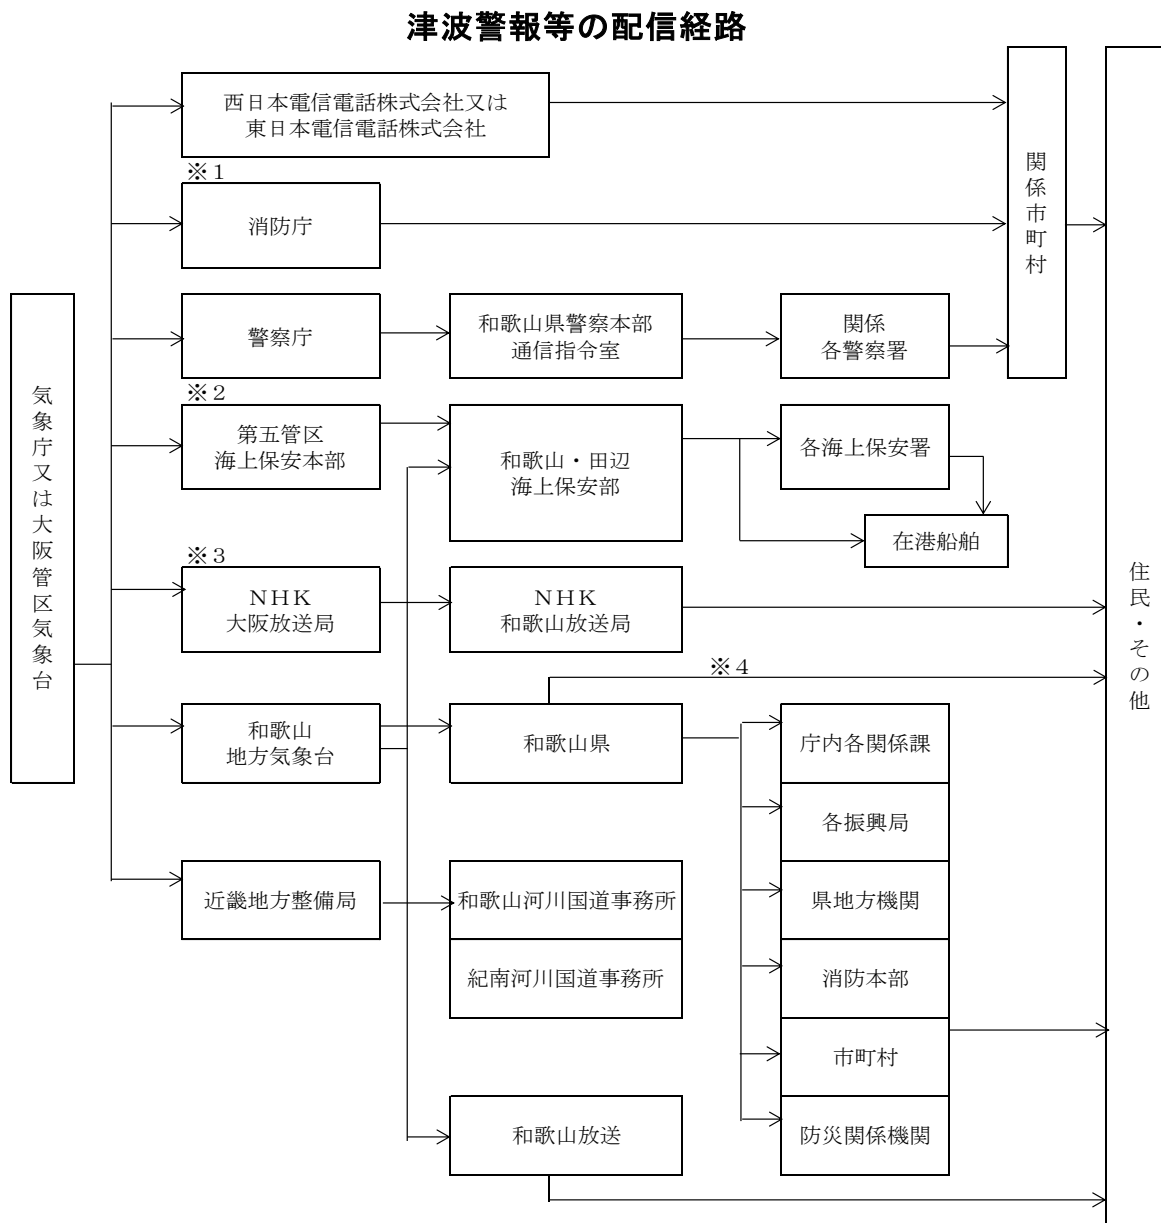 津波警報等の配信経路
西日本電信電話株式会社又は
東日本電信電話株式会社
※1
消防庁
関係市町村
警察庁
和歌山県警察本部
通信指令室
関係
各警察署
気象庁又は大阪管区気象台
※2
第五管区
海上保安本部
和歌山・田辺
海上保安部
各海上保安署
在港船舶
※3
NHK
大阪放送局
NHK
和歌山放送局
住民・その他
※4
和歌山
地方気象台
和歌山県
庁内各関係課
各振興局
近畿地方整備局
和歌山河川国道事務所
県地方機関
紀南河川国道事務所
消防本部
市町村
和歌山放送
防災関係機関